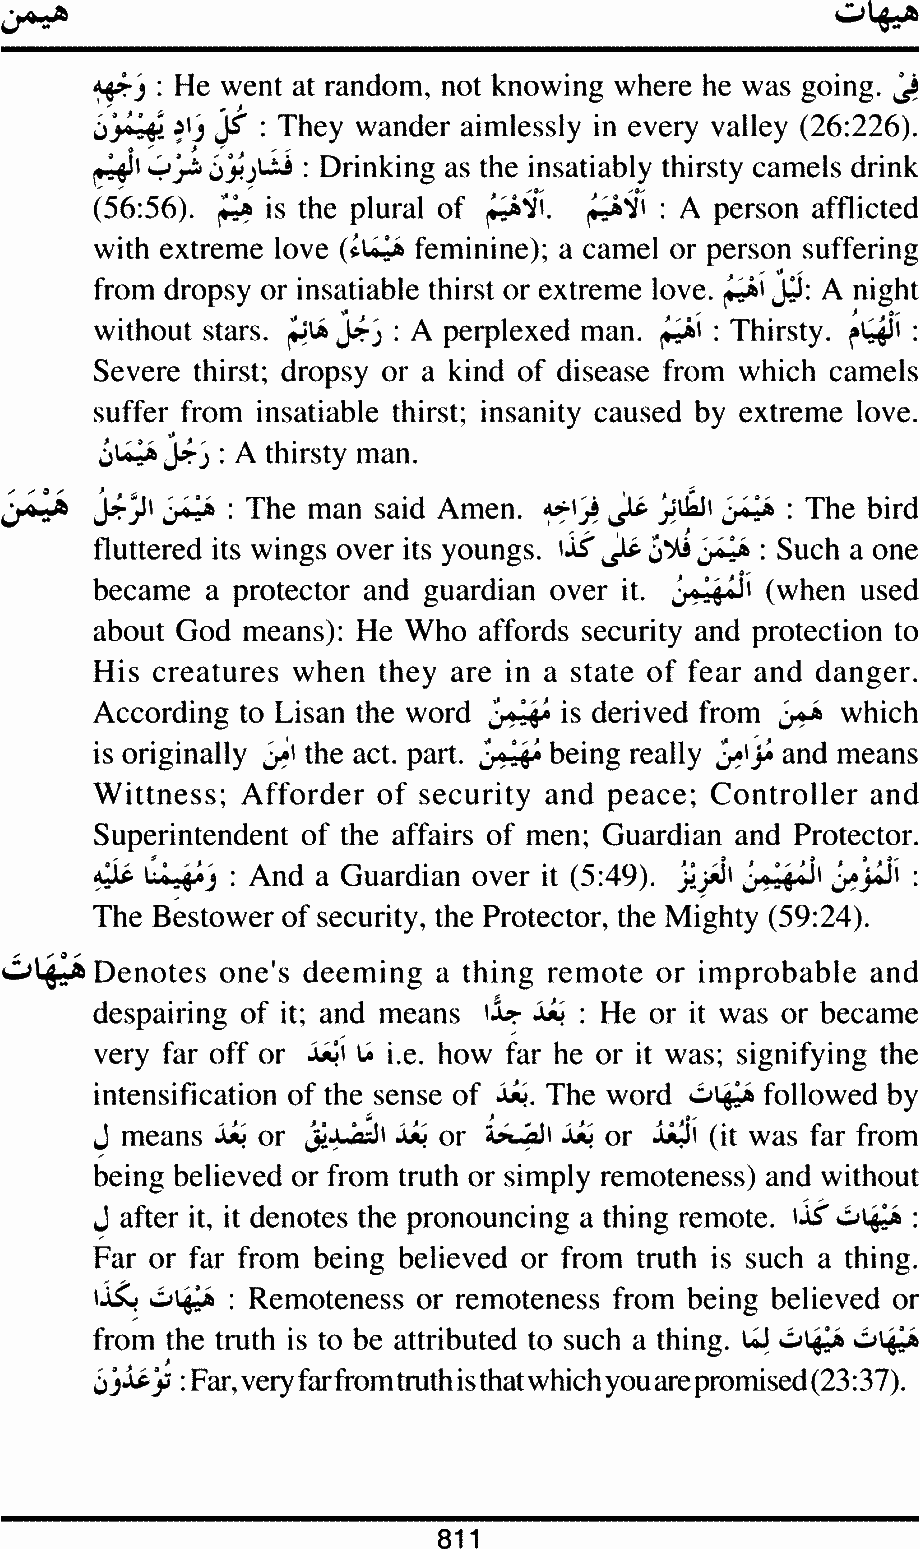 هيمن هيهات
وَجْهِهِ : He went at random, not knowing where he was going. فِيْ
كُلِّ وَادٍ يَّهِيْمُوْنَ : They wander aimlessly in every valley (26:226).
فَشَارِبُوْنَ شُرْبَ الْهِيْمِ : Drinking as the insatiably thirsty camels drink
(56:56). هِيْمٌ is the plural of اَلْاَهْيَمُ. اَلْاَهْيَمُ : A person afflicted
with extreme love (هَيْمَاءُ feminine); a camel or person suffering
from dropsy or insatiable thirst or extreme love. لَيْلٌ اَهْيَمُ: A night
without stars. رَجُلٌ هَائِمٌ : A perplexed man. اَهْيَمُ : Thirsty. اَلْهُيَامُ :
Severe thirst; dropsy or a kind of disease from which camels
suffer from insatiable thirst; insanity caused by extreme love.
رَجُلٌ هَيْمَانُ : A thirsty man.
هَيْمَنَ هَيْمَنَ الرَّجُلُ : The man said Amen. هَيْمَنَ الطَّائِرُ عَلٰى فِرَاخِهٖ : The bird
fluttered its wings over its youngs. هَيْمَنَ فُلَانٌ عَلٰى كَذَا : Such a one
became a protector and guardian over it. اَلْمُهَيْمِنُ (when used
about God means): He Who affords security and protection to
His creatures when they are in a state of fear and danger.
According to Lisan the word مُهَيْمِنٌ is derived from هَمِنَ which
is originally اٰمِنَ the act. part. مُهَيْمِنٌ being really مُؤَامِنٌ and means
Wittness; Afforder of security and peace; Controller and
Superintendent of the affairs of men; Guardian and Protector.
وَمُهَيْمِنًا عَلَيْهِ : And a Guardian over it (5:49). اَلْمُؤْمِنُ الْمُهَيْمِنُ الْعَزِيْزُ :
The Bestower of security, the Protector, the Mighty (59:24).
هَيْهَاتَ Denotes one's deeming a thing remote or improbable and
despairing of it; and means بَعُدَ جِدًّا : He or it was or became
very far off or مَا اَبْعَدَ i.e. how far he or it was; signifying the
intensification of the sense of بَعُدَ. The word هَيْهَاتَ followed by
لِ means بَعُدَ or بَعُدَ التَّصْدِيْقُ or بَعُدَ الصِّحَّةُ or اَلْبُعْدُ (it was far from
being believed or from truth or simply remoteness) and without
لِ after it, it denotes the pronouncing a thing remote. هَيْهَاتَ كَذَا :
Far or far from being believed or from truth is such a thing.
هَيْهَاتَ بِكَذَا : Remoteness or remoteness from being believed or
from the truth is to be attributed to such a thing. هَيْهَاتَ هَيْهَاتَ لِمَا
تُوْعَدُوْنَ : Far, very far from truth is that which you are promised (23:37).
811